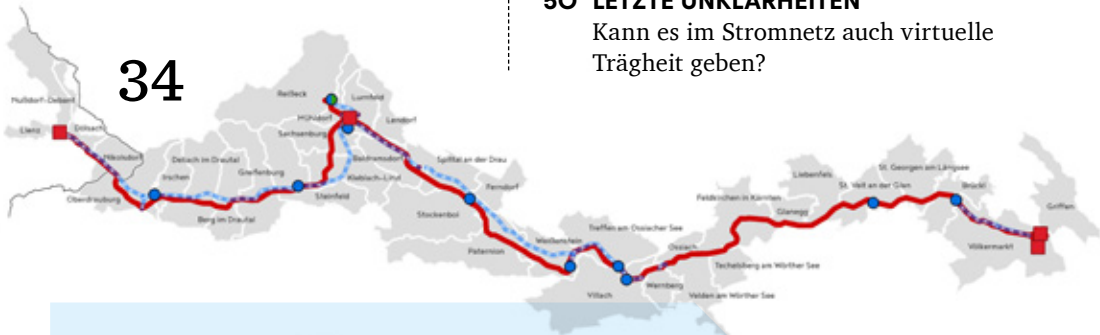 50 LETZTE UNKLARHEITEN
Kann es im Stromnetz auch virtuelle
Trägheit geben?
34
Nußdorf-Debant
Lienz
Dölsach
Nikolsdorf
Oberdrauburg
Irschen
Dellach im Drautal
Berg im Drautal
Greifenburg
Steinfeld
Kleblach-Lind
Sachsenburg
Mühldorf
Reißeck
Lurnfeld
Lendorf
Baldramsdorf
Spittal an der Drau
Ferndorf
Stockenboi
Paternion
Weißenstein
Treffen am Ossiacher See
Villach
Wernberg
Velden am Wörther See
Ossiach
Techelsberg am Wörther See
Feldkirchen in Kärnten
Glanegg
Liebenfels
St. Veit an der Glan
St. Georgen am Längsee
Brückl
Völkermarkt
Griffen